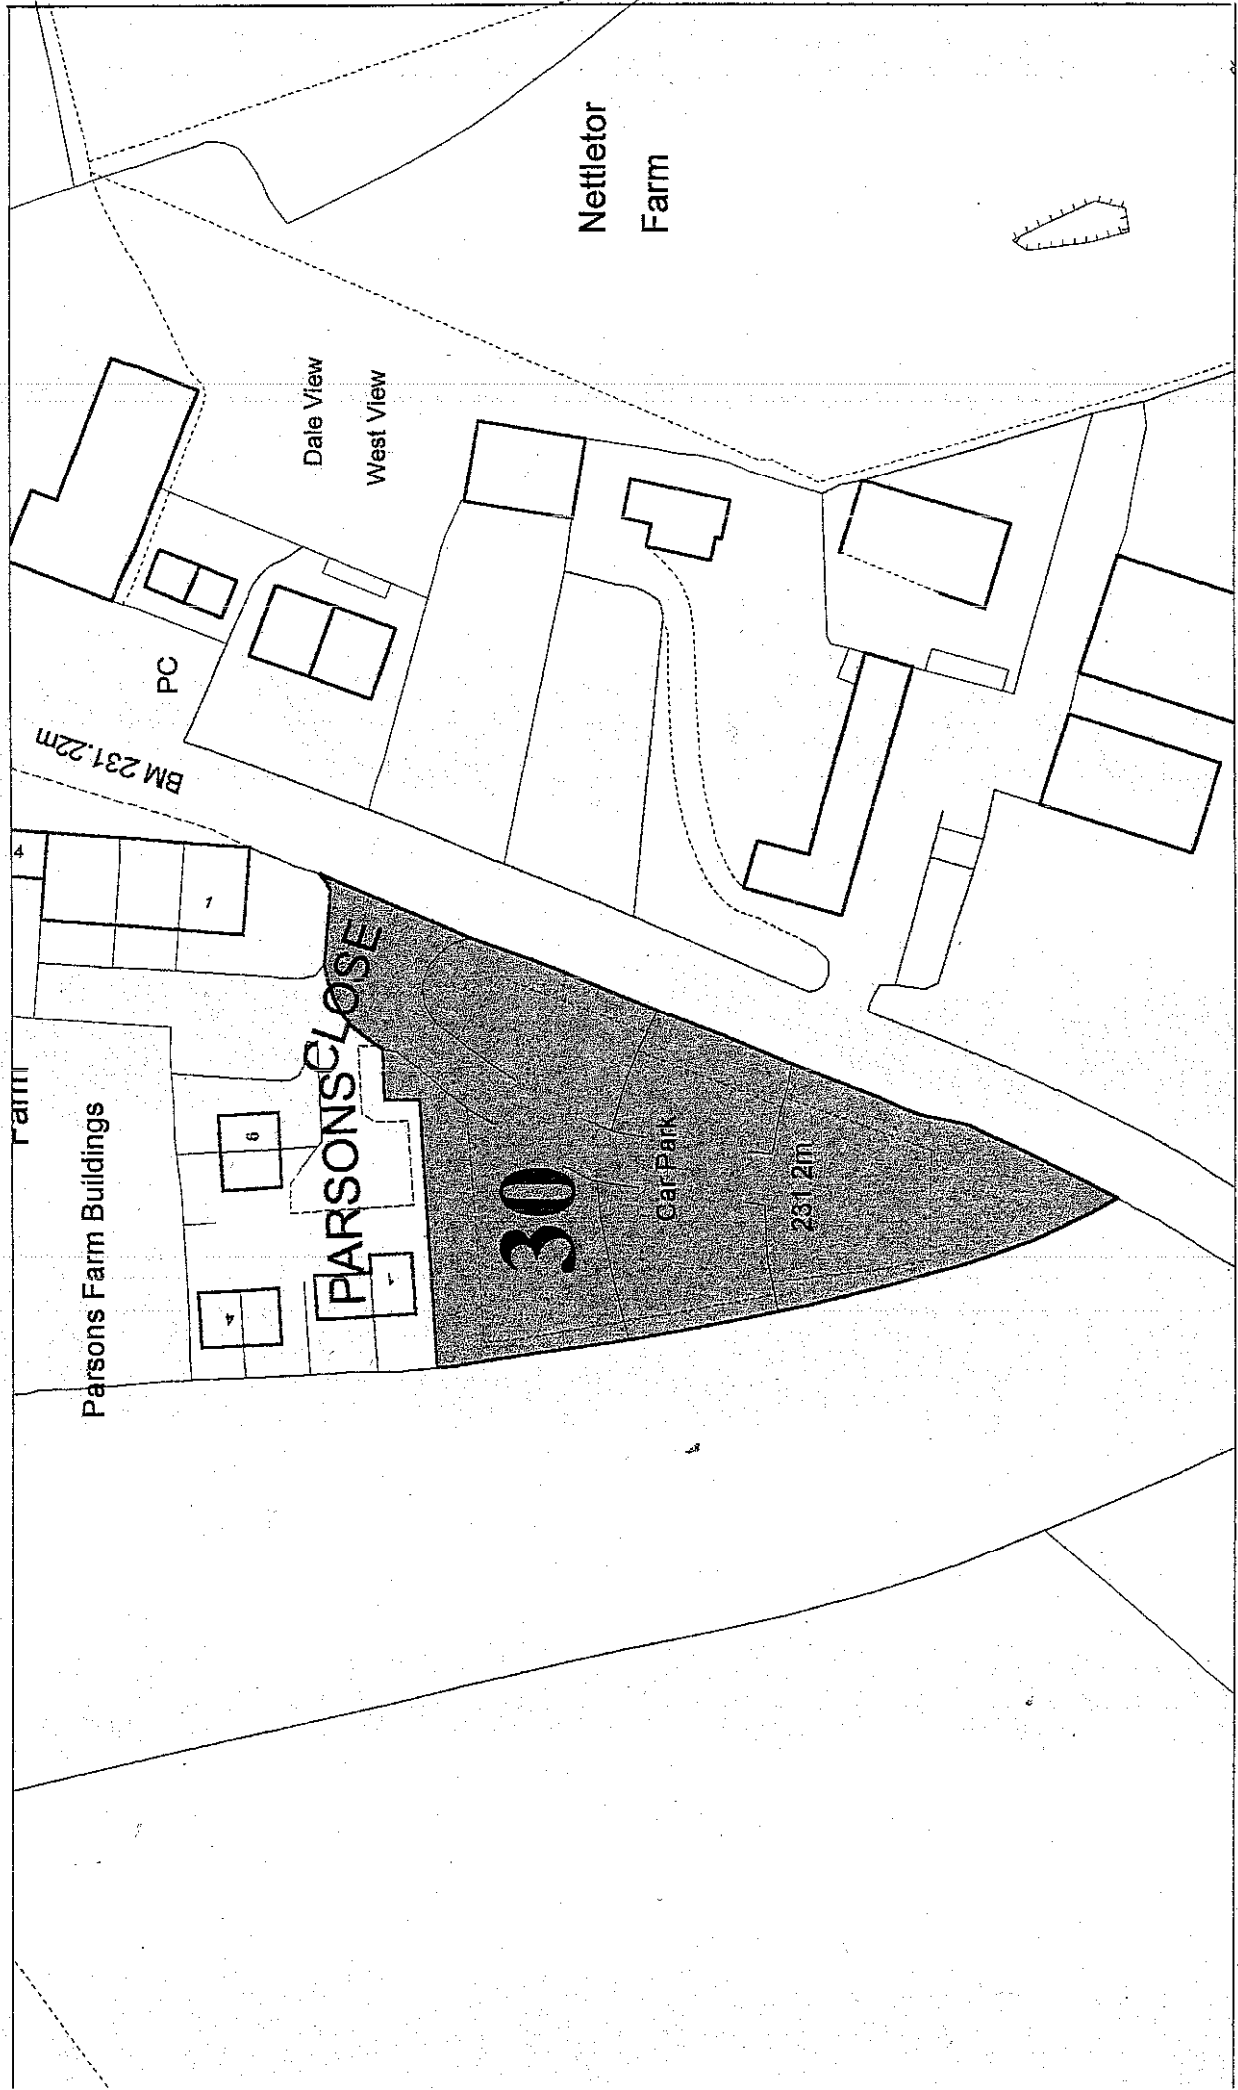 Nettletor
Farm
Dale View
West View
PC
BM 231.22m
4
1
PARSONS CLOSE
Parsons Farm Buildings
6
4
1
30
Car Park
231.2m